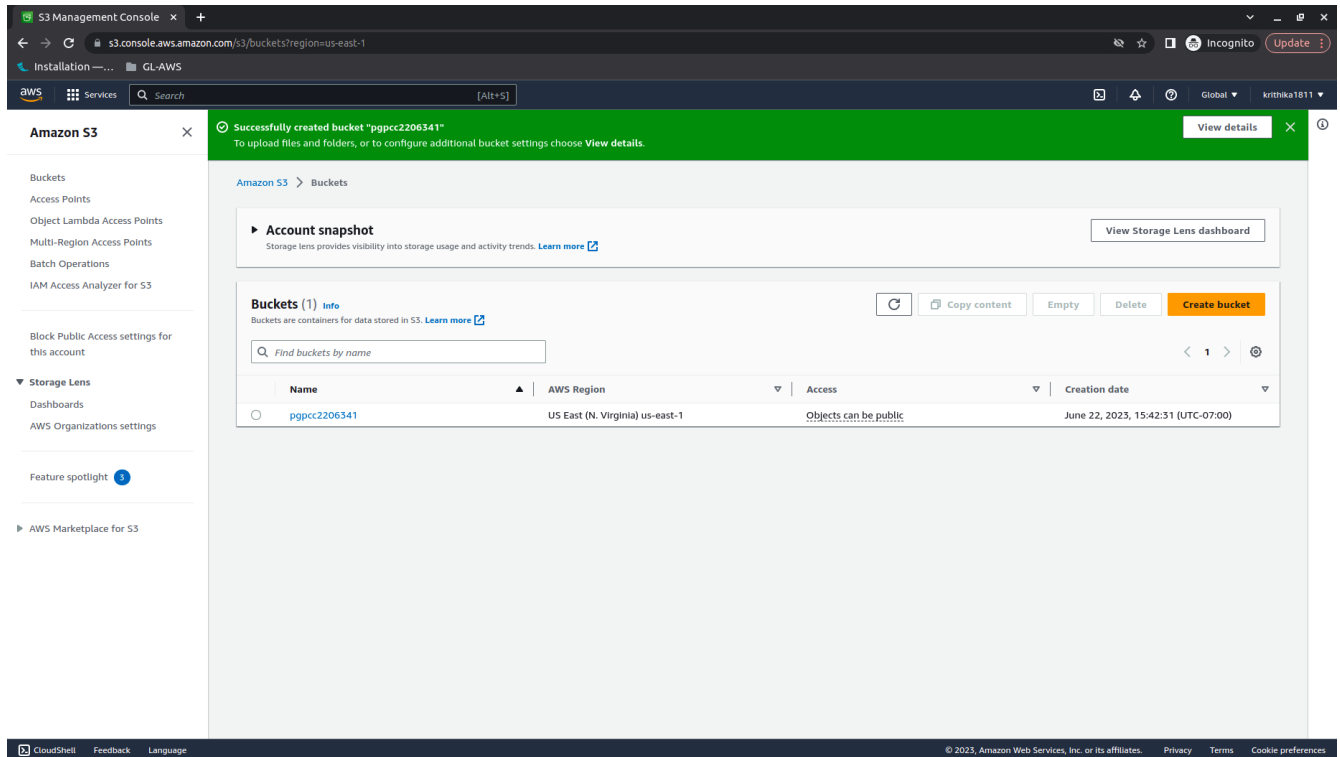 S3 Management Console
s3.console.aws.amazon.com/s3/buckets?region=us-east-1
Incognito
Update
Installation —...
GL-AWS
aws
Services
Search
[Alt+S]
Global
krithika1811
Amazon S3
Buckets
Access Points
Object Lambda Access Points
Multi-Region Access Points
Batch Operations
IAM Access Analyzer for S3
Block Public Access settings for
this account
Storage Lens
Dashboards
AWS Organizations settings
Feature spotlight 3
AWS Marketplace for S3
Successfully created bucket "pgpcc2206341"
To upload files and folders, or to configure additional bucket settings choose View details.
View details
Amazon S3 > Buckets
Account snapshot
Storage lens provides visibility into storage usage and activity trends. Learn more
View Storage Lens dashboard
Buckets (1) Info
Buckets are containers for data stored in S3. Learn more
Copy content
Empty
Delete
Create bucket
Find buckets by name
1
Name AWS Region Access Creation date
pgpcc2206341 US East (N. Virginia) us-east-1 Objects can be public June 22, 2023, 15:42:31 (UTC-07:00)
CloudShell Feedback Language © 2023, Amazon Web Services, Inc. or its affiliates. Privacy Terms Cookie preferences